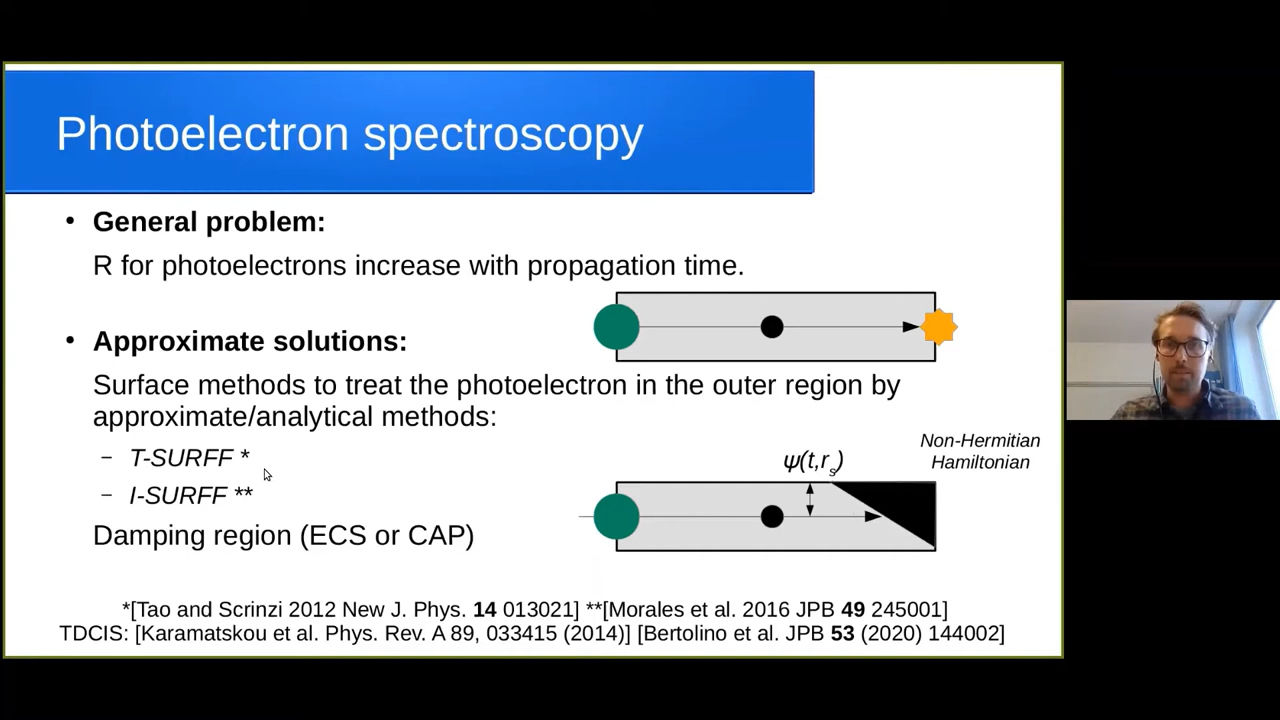 Photoelectron spectroscopy
• General problem:
R for photoelectrons increase with propagation time.
• Approximate solutions:
Surface methods to treat the photoelectron in the outer region by
approximate/analytical methods:
– T-SURFF *
– I-SURFF **
Damping region (ECS or CAP)
Non-Hermitian
Hamiltonian
ψ(t,rs)
*[Tao and Scrinzi 2012 New J. Phys. 14 013021] **[Morales et al. 2016 JPB 49 245001]
TDCIS: [Karamatskou et al. Phys. Rev. A 89, 033415 (2014)] [Bertolino et al. JPB 53 (2020) 144002]